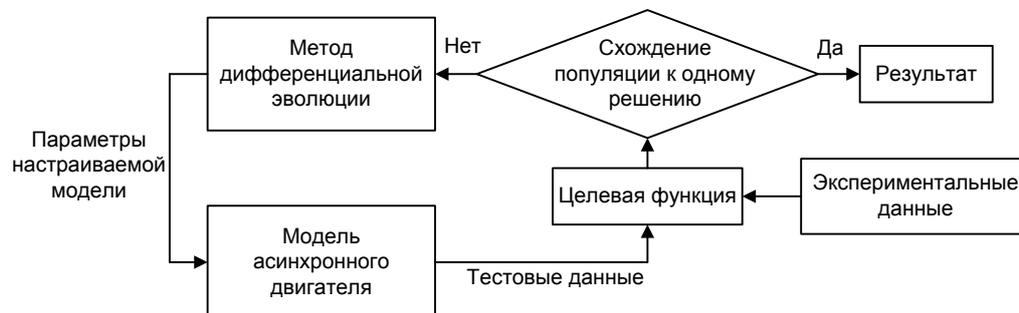 Метод
дифференциальной
эволюции
Нет
Схождение
популяции к одному
решению
Да
Результат
Параметры
настраиваемой
модели
Целевая функция
Экспериментальные
данные
Модель
асинхронного
двигателя
Тестовые данные